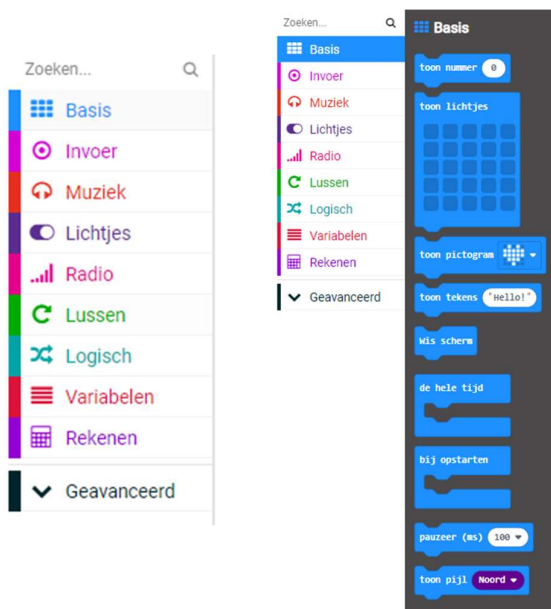 Zoeken...
Basis
Invoer
Muziek
Lichtjes
Radio
Lussen
Logisch
Variabelen
Rekenen
Geavanceerd
Zoeken...
Basis
Invoer
Muziek
Lichtjes
Radio
Lussen
Logisch
Variabelen
Rekenen
Geavanceerd
Basis
toon nummer 0
toon lichtjes
toon pictogram
toon tekens "Hello!"
Wis scherm
de hele tijd
bij opstarten
pauzeer (ms) 100
toon pijl Noord